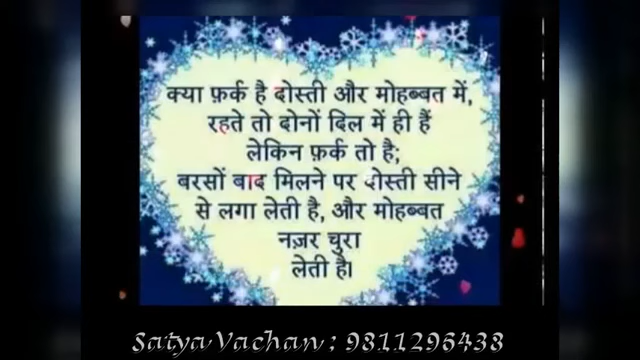 क्या फ़र्क है दोस्ती और मोहब्बत में,
रहते तो दोनों दिल में ही हैं
लेकिन फ़र्क तो है;
बरसों बाद मिलने पर दोस्ती सीने
से लगा लेती है, और मोहब्बत
नज़र चुरा
लेती है।
Satya Vachan : 9811296438